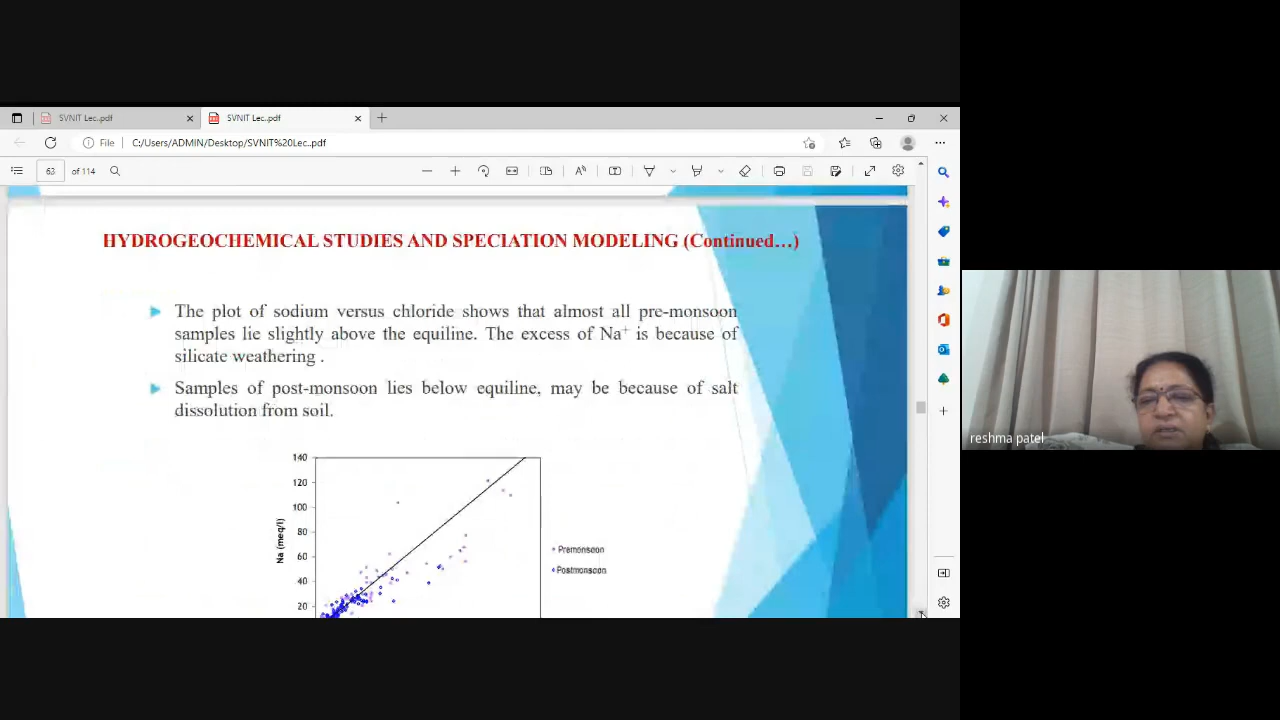 SVNIT Lec..pdf
SVNIT Lec..pdf
File
C:/Users/ADMIN/Desktop/SVNIT%20Lec..pdf
63
of 114
HYDROGEOCHEMICAL STUDIES AND SPECIATION MODELING (Continued…)
The plot of sodium versus chloride shows that almost all pre-monsoon
samples lie slightly above the equiline. The excess of Na⁺ is because of
silicate weathering .
Samples of post-monsoon lies below equiline, may be because of salt
dissolution from soil.
140
120
100
80
60
40
20
Na (meq/l)
Premonsoon
Postmonsoon
reshma patel